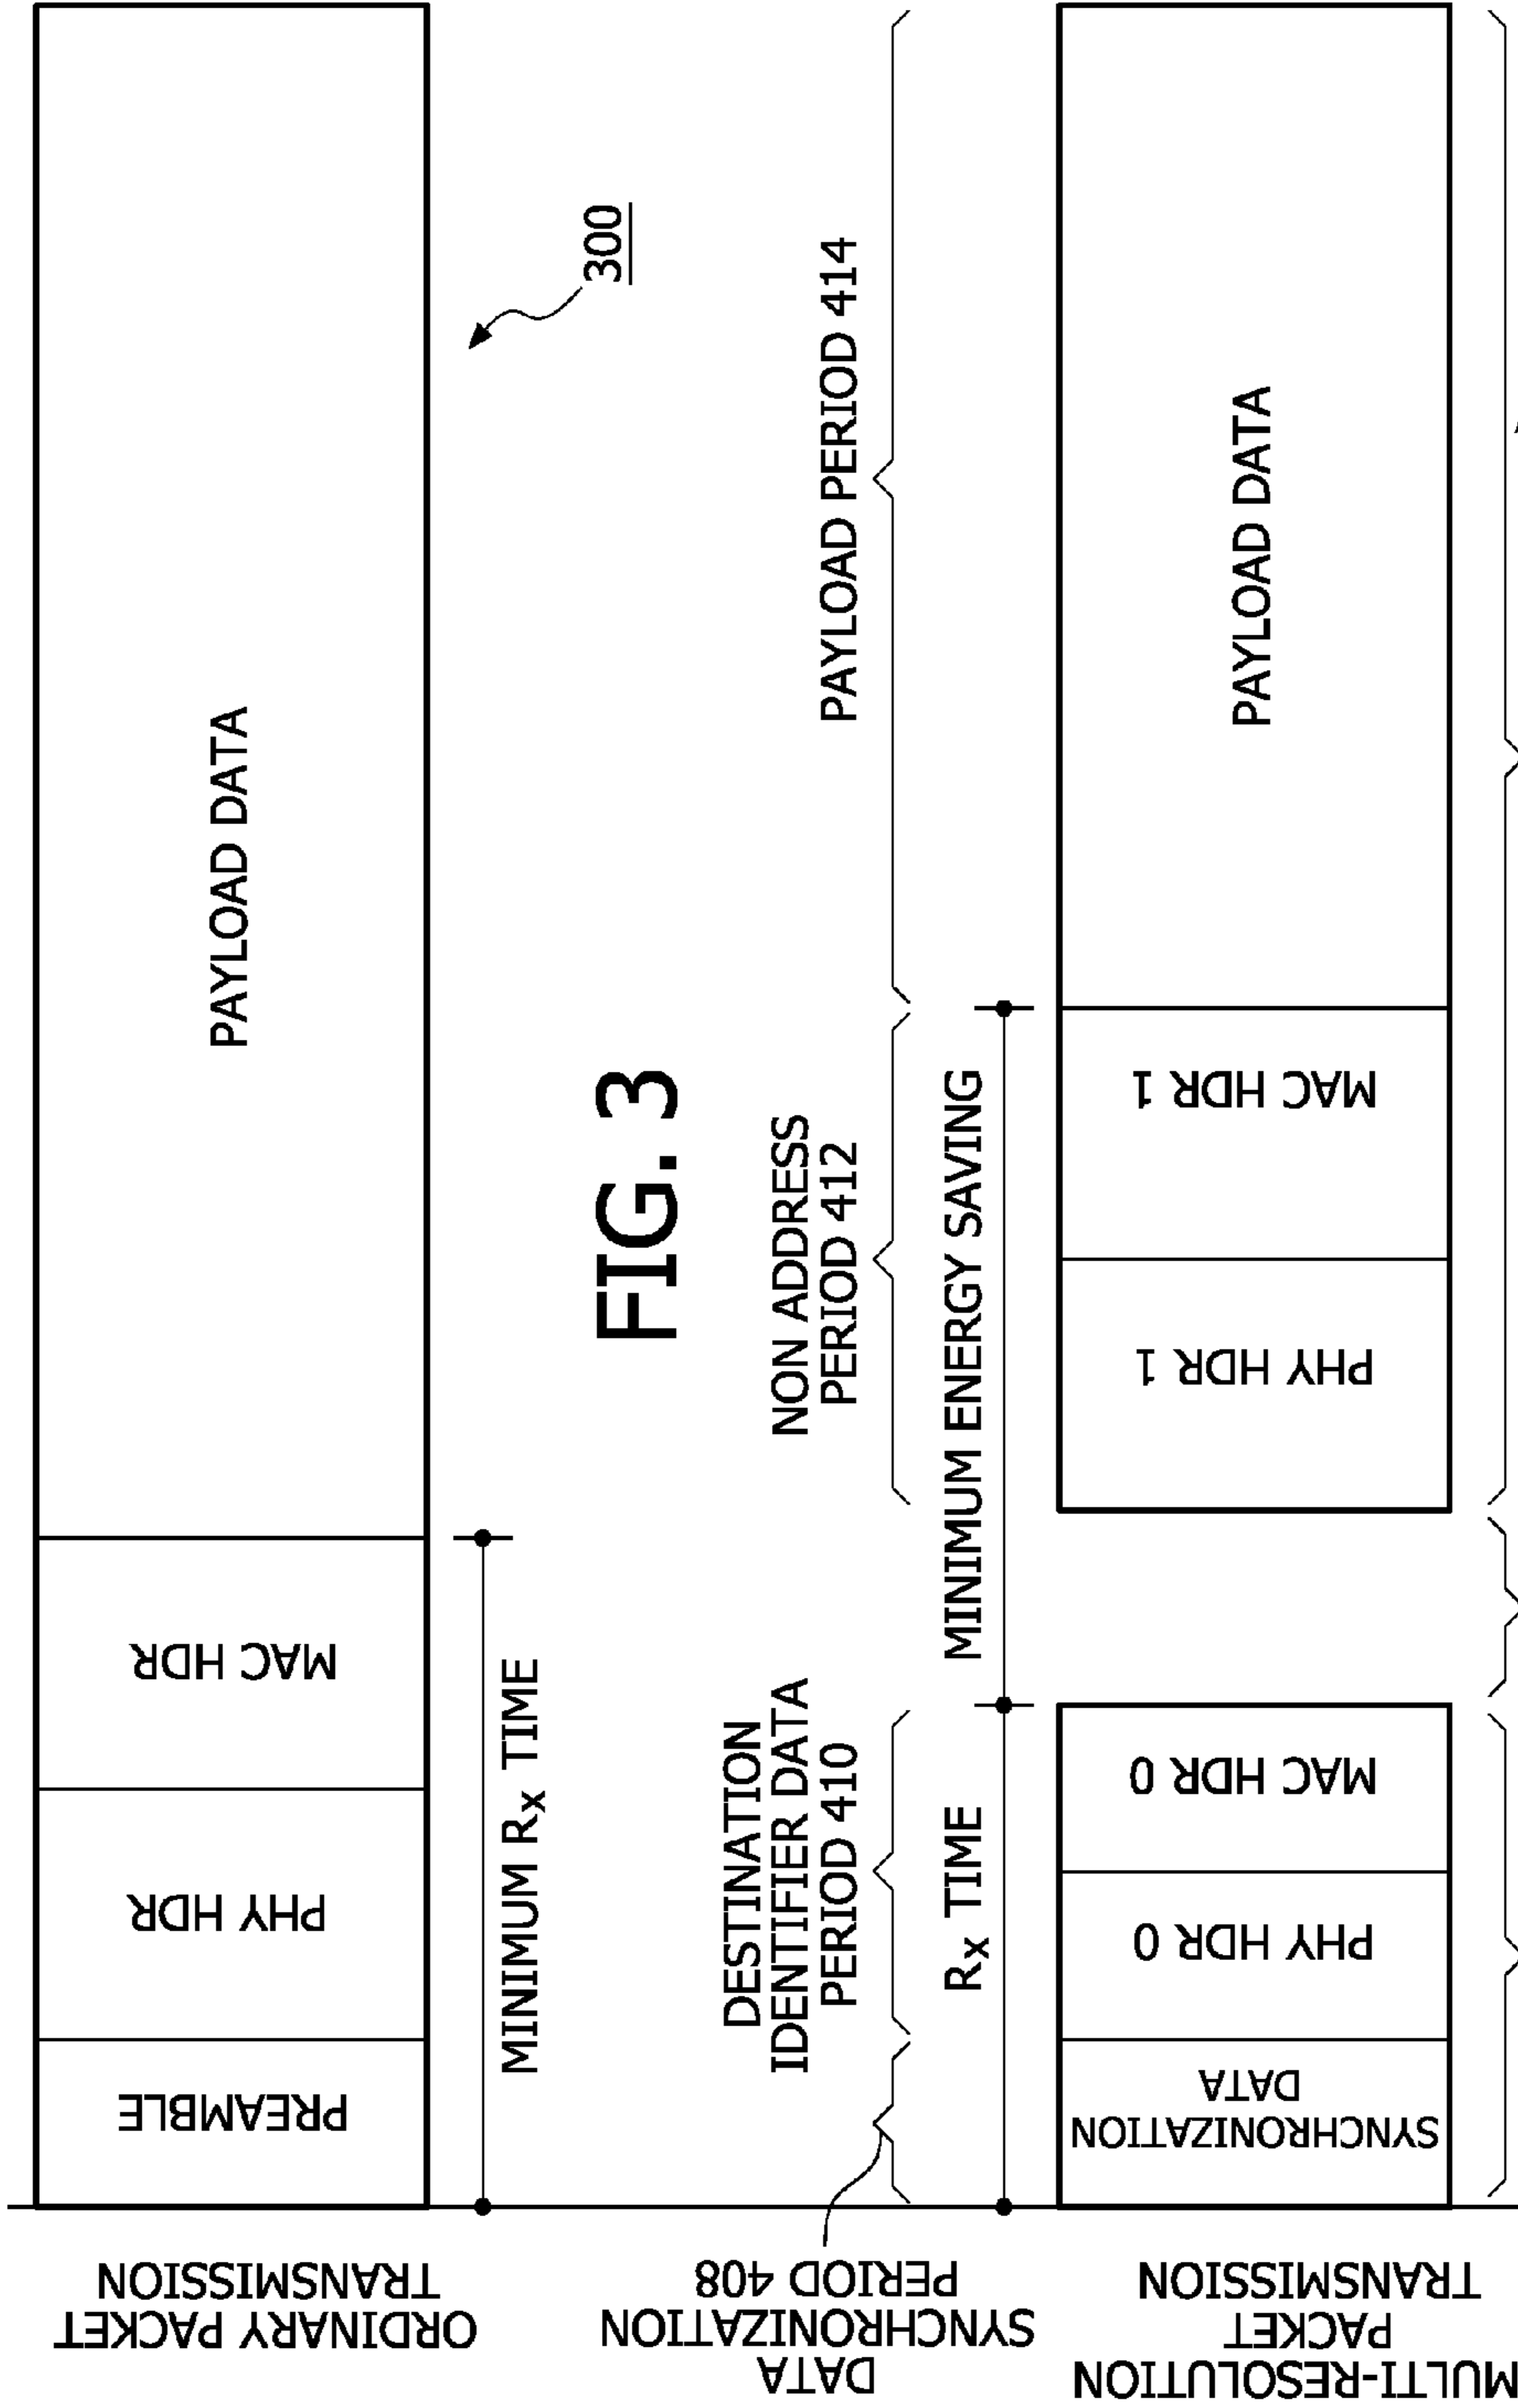 ORDINARY PACKET
TRANSMISSION
PREAMBLE
PHY HDR
MAC HDR
PAYLOAD DATA
MINIMUM Rx TIME
300
FIG. 3
DATA
SYNCHRONIZATION
PERIOD 408
DESTINATION
IDENTIFIER DATA
PERIOD 410
NON ADDRESS
PERIOD 412
PAYLOAD PERIOD 414
Rx TIME
MINIMUM ENERGY SAVING
MULTI-RESOLUTION
PACKET
TRANSMISSION
SYNCHRONIZATION
DATA
PHY HDR 0
MAC HDR 0
PHY HDR 1
MAC HDR 1
PAYLOAD DATA